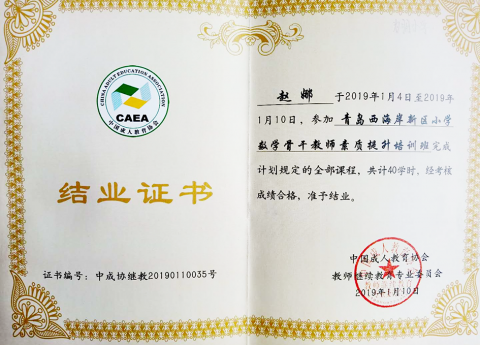 CHINA ADULT EDUCATION ASSOCIATION
CAEA
中国成人教育协会
结业证书
证书编号：中成协继教20190110035号
赵娜 于2019年1月4日至2019年
1月10日，参加 青岛西海岸新区小学
数学骨干教师素质提升培训班完成
计划规定的全部课程，共计40学时，经考核
成绩合格，准予结业。
中国成人教育协会
教师继续教育专业委员会
2019年1月10日